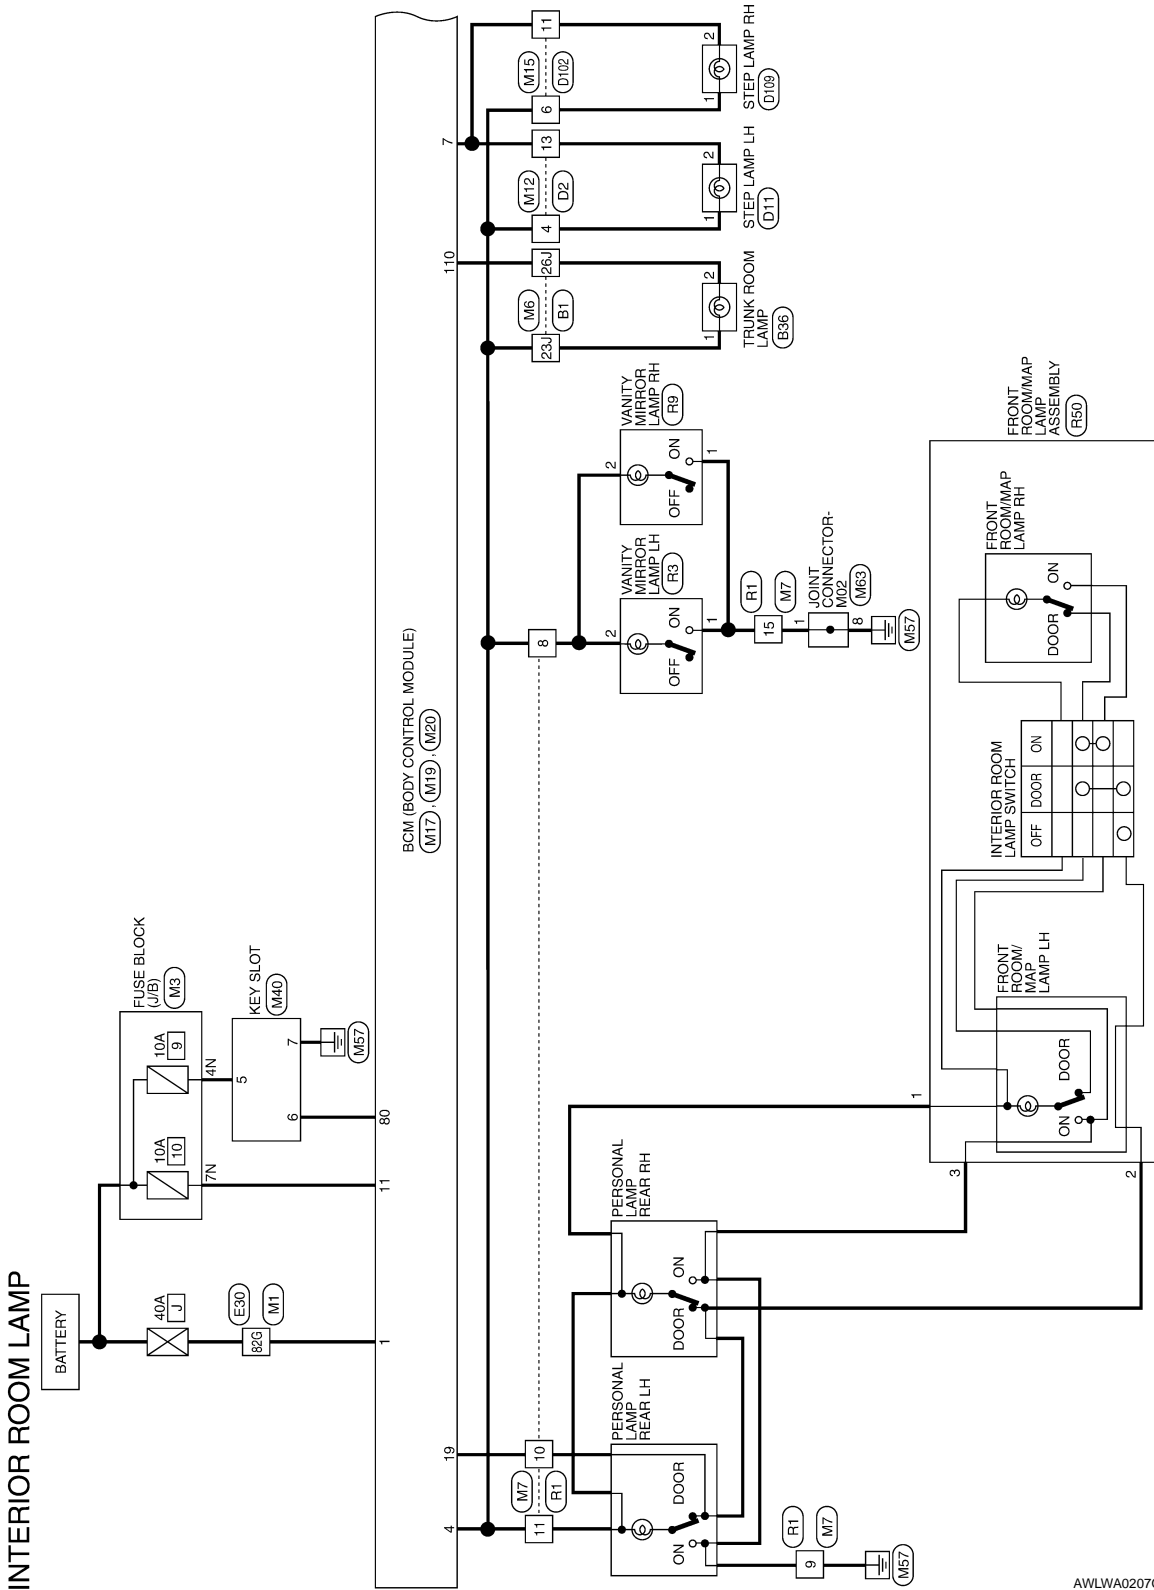 INTERIOR ROOM LAMP
BATTERY
40A
J
E30
82G
M1
1
FUSE BLOCK
(J/B)
M3
10A
10
10A
9
7N
4N
KEY SLOT
M40
5
6
7
M57
11
80
BCM (BODY CONTROL MODULE)
M17 , M19 , M20
4
19
110
7
M7
R1
11
10
8
M6
B1
23J
26J
M12
D2
4
13
M15
D102
6
11
PERSONAL
LAMP
REAR LH
ON
DOOR
R1
M7
9
M57
PERSONAL
LAMP
REAR RH
DOOR
ON
VANITY
MIRROR
LAMP LH
R3
2
OFF
ON
1
VANITY
MIRROR
LAMP RH
R9
2
OFF
ON
1
R1
M7
15
JOINT
CONNECTOR-
M02
M63
1
8
M57
TRUNK ROOM
LAMP
B36
1
2
STEP LAMP LH
D11
1
2
STEP LAMP RH
D109
1
2
FRONT
ROOM/MAP
LAMP
ASSEMBLY
R50
1
3
2
FRONT
ROOM/
MAP
LAMP LH
ON
DOOR
INTERIOR ROOM
LAMP SWITCH
OFF
DOOR
ON
FRONT
ROOM/MAP
LAMP RH
DOOR
ON